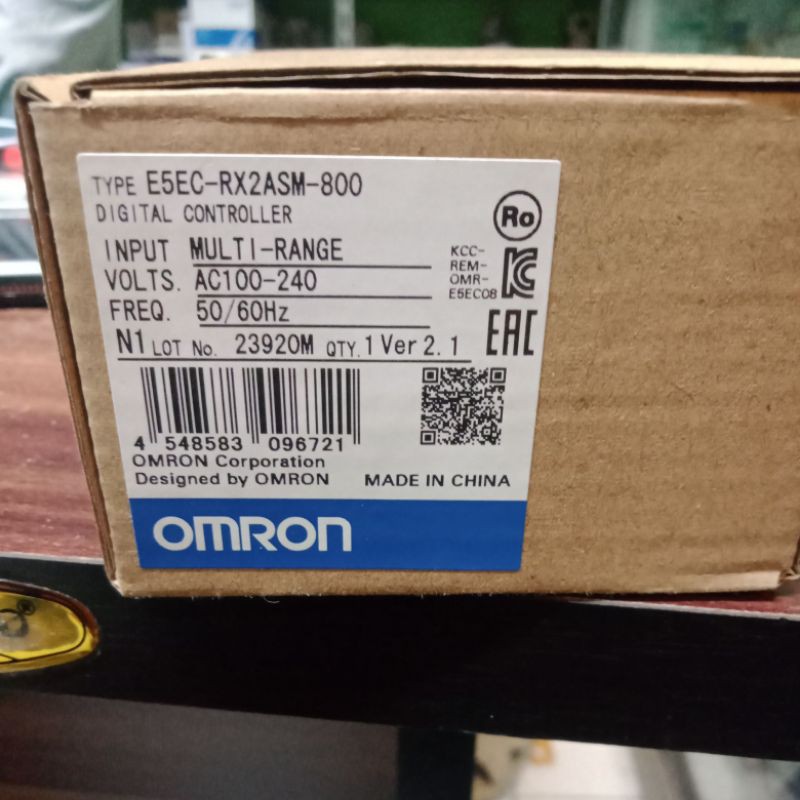 TYPE E5EC-RX2ASM-800
DIGITAL CONTROLLER
Ro
INPUT MULTI-RANGE
VOLTS. AC100-240
FREQ. 50/60Hz
KCC-
REM-
OMR-
E5EC08
EAC
N1 LOT No. 23920M QTY. 1 Ver 2. 1
4 548583 096721
OMRON Corporation
Designed by OMRON MADE IN CHINA
OMRON